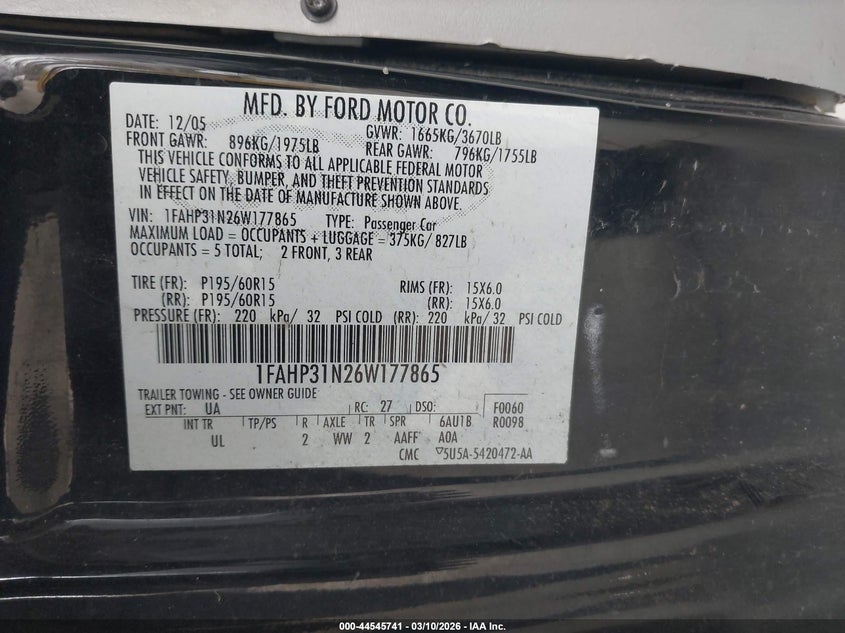 MFD. BY FORD MOTOR CO.
DATE: 12/05 GVWR: 1665KG/3670LB
FRONT GAWR: 896KG/1975LB REAR GAWR: 796KG/1755LB
THIS VEHICLE CONFORMS TO ALL APPLICABLE FEDERAL MOTOR
VEHICLE SAFETY, BUMPER, AND THEFT PREVENTION STANDARDS
IN EFFECT ON THE DATE OF MANUFACTURE SHOWN ABOVE.
VIN: 1FAHP31N26W177865 TYPE: Passenger Car
MAXIMUM LOAD = OCCUPANTS + LUGGAGE = 375KG/ 827LB
OCCUPANTS = 5 TOTAL; 2 FRONT, 3 REAR
TIRE (FR): P195/60R15 RIMS (FR): 15X6.0
(RR): P195/60R15 (RR): 15X6.0
PRESSURE (FR): 220 kPa/ 32 PSI COLD (RR): 220 kPa/ 32 PSI COLD
1FAHP31N26W177865
TRAILER TOWING - SEE OWNER GUIDE
EXT PNT: UA RC: 27 DSO: F0060
INT TR TP/PS R AXLE TR SPR 6AU1B R0098
UL 2 WW 2 AAFF A0A
CMC ▽5U5A-5420472-AA
000-44545741 - 03/10/2026 - IAA Inc.